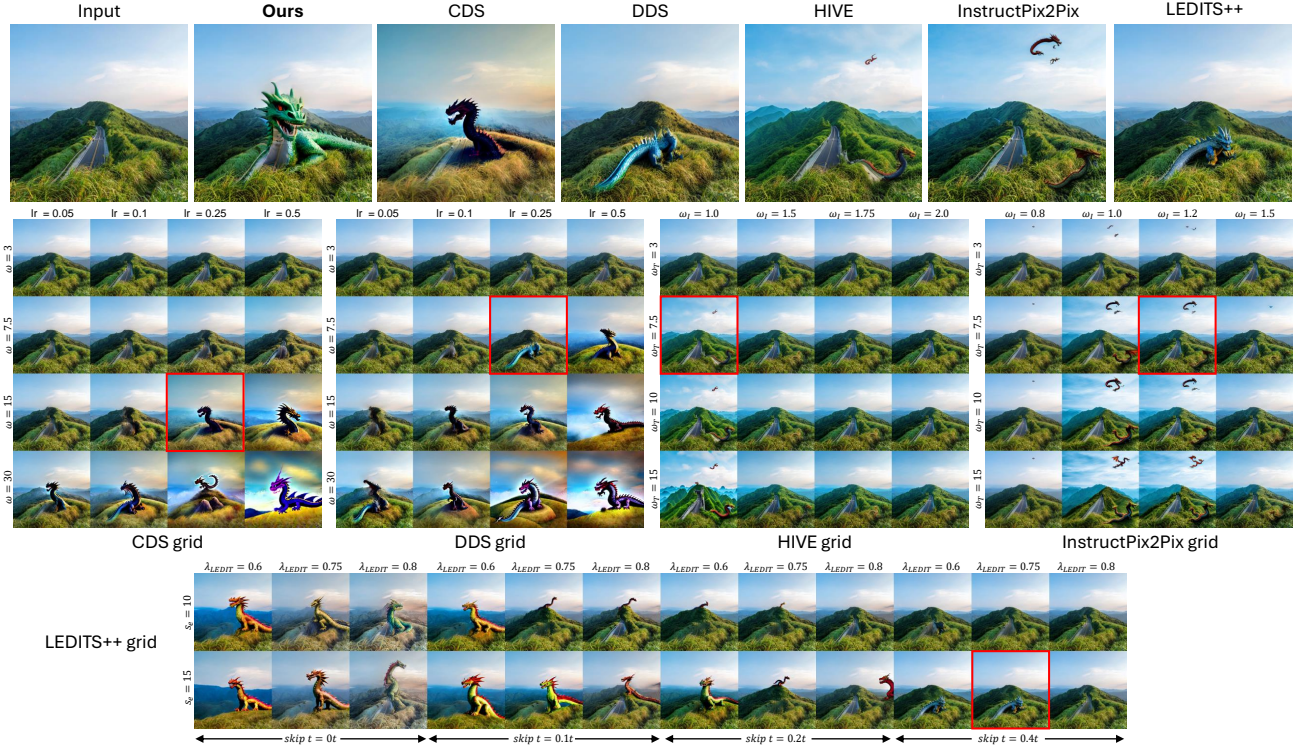 Input Ours CDS DDS HIVE InstructPix2Pix LEDITS++
lr = 0.05 lr = 0.1 lr = 0.25 lr = 0.5 lr = 0.05 lr = 0.1 lr = 0.25 lr = 0.5 ω_I = 1.0 ω_I = 1.5 ω_I = 1.75 ω_I = 2.0 ω_I = 0.8 ω_I = 1.0 ω_I = 1.2 ω_I = 1.5
ω = 3 ω = 3 ω_T = 3 ω_T = 3
ω = 7.5 ω = 7.5 ω_T = 7.5 ω_T = 7.5
ω = 15 ω = 15 ω_T = 10 ω_T = 10
ω = 30 ω = 30 ω_T = 15 ω_T = 15
CDS grid DDS grid HIVE grid InstructPix2Pix grid
λ_LEDIT = 0.6 λ_LEDIT = 0.75 λ_LEDIT = 0.8 λ_LEDIT = 0.6 λ_LEDIT = 0.75 λ_LEDIT = 0.8 λ_LEDIT = 0.6 λ_LEDIT = 0.75 λ_LEDIT = 0.8 λ_LEDIT = 0.6 λ_LEDIT = 0.75 λ_LEDIT = 0.8
s_e = 10
LEDITS++ grid
s_e = 15
skip t = 0t skip t = 0.1t skip t = 0.2t skip t = 0.4t